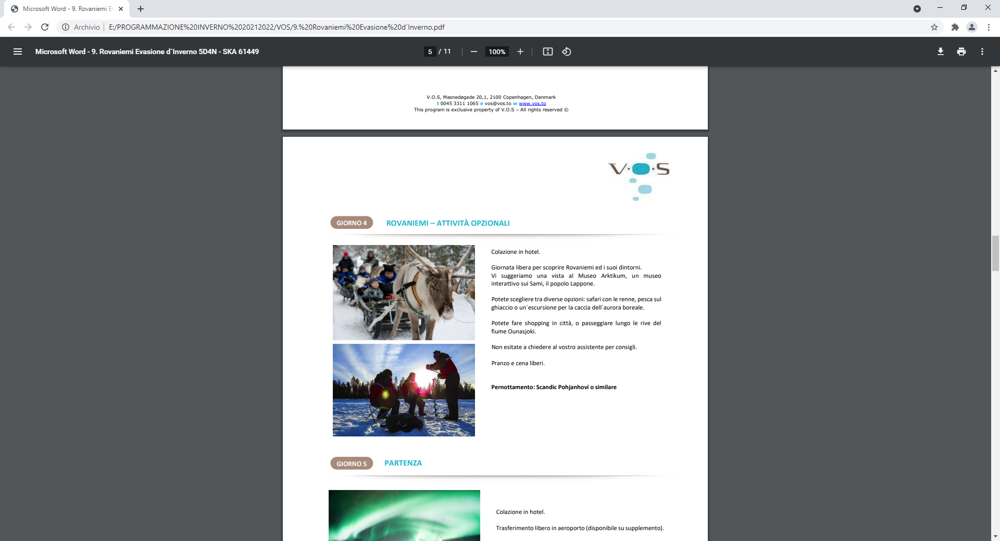 Microsoft Word - 9. Rovaniemi Ev
Archivio
E:/PROGRAMMAZIONE%20INVERNO%2020212022/VOS/9.%20Rovaniemi%20Evasione%20d´Inverno.pdf
Microsoft Word - 9. Rovaniemi Evasione d´Inverno 5D4N - SKA 61449
5 / 11
100%
V.O.S, Masnedøgade 20,1, 2100 Copenhagen, Denmark
t 0045 3311 1065 e vos@vos.to w www.vos.to
This program is exclusive property of V.O.S – All rights reserved ©
V·O·S
GIORNO 4
ROVANIEMI – ATTIVITÀ OPZIONALI
Colazione in hotel.
Giornata libera per scoprire Rovaniemi ed i suoi dintorni.
Vi suggeriamo una vista al Museo Arktikum, un museo
interattivo sui Sami, il popolo Lappone.
Potete scegliere tra diverse opzioni: safari con le renne, pesca sul
ghiaccio o un´escursione per la caccia dell´aurora boreale.
Potete fare shopping in città, o passeggiare lungo le rive del
fiume Ounasjoki.
Non esitate a chiedere al vostro assistente per consigli.
Pranzo e cena liberi.
Pernottamento: Scandic Pohjanhovi o similare
GIORNO 5
PARTENZA
Colazione in hotel.
Trasferimento libero in aeroporto (disponibile su supplemento).